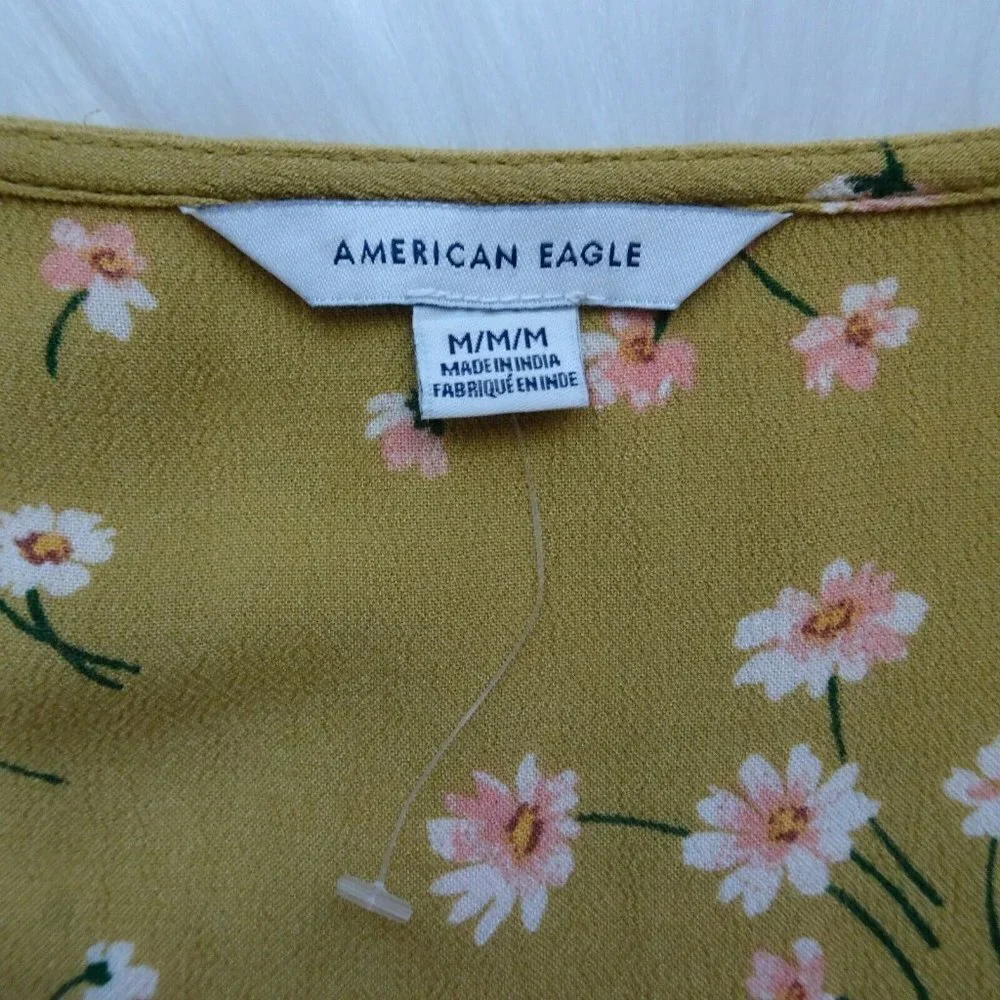 AMERICAN EAGLE
M/M/M
MADE IN INDIA
FABRIQUÉ EN INDE